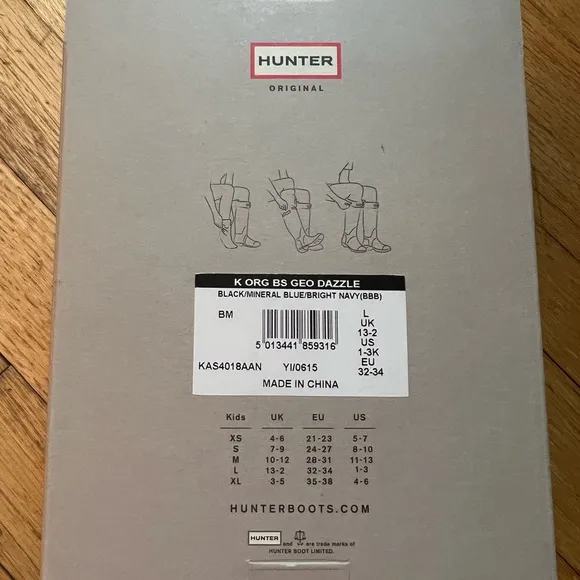 HUNTER
ORIGINAL
K ORG BS GEO DAZZLE
BLACK/MINERAL BLUE/BRIGHT NAVY(BBB)
BM
L
UK
13-2
US
1-3K
EU
32-34
5 013441 859316
KAS4018AAN YI/0615
MADE IN CHINA
Kids UK EU US
XS 4-6 21-23 5-7
S 7-9 24-27 8-10
M 10-12 28-31 11-13
L 13-2 32-34 1-3
XL 3-5 35-38 4-6
HUNTERBOOTS.COM
HUNTER and are trade marks of
HUNTER BOOT LIMITED.